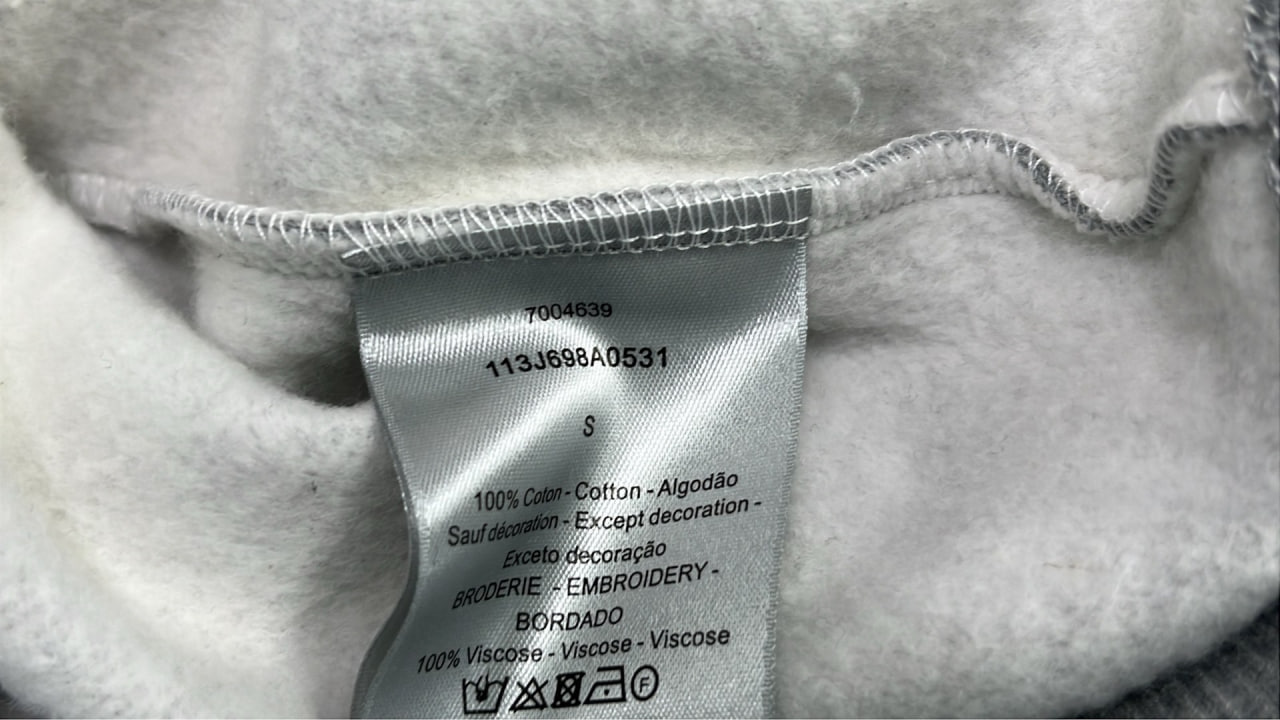 7004639
113J698A0531
S
100% Coton - Cotton - Algodão
Sauf décoration - Except decoration -
Exceto decoração
BRODERIE - EMBROIDERY -
BORDADO
100% Viscose - Viscose - Viscose
F